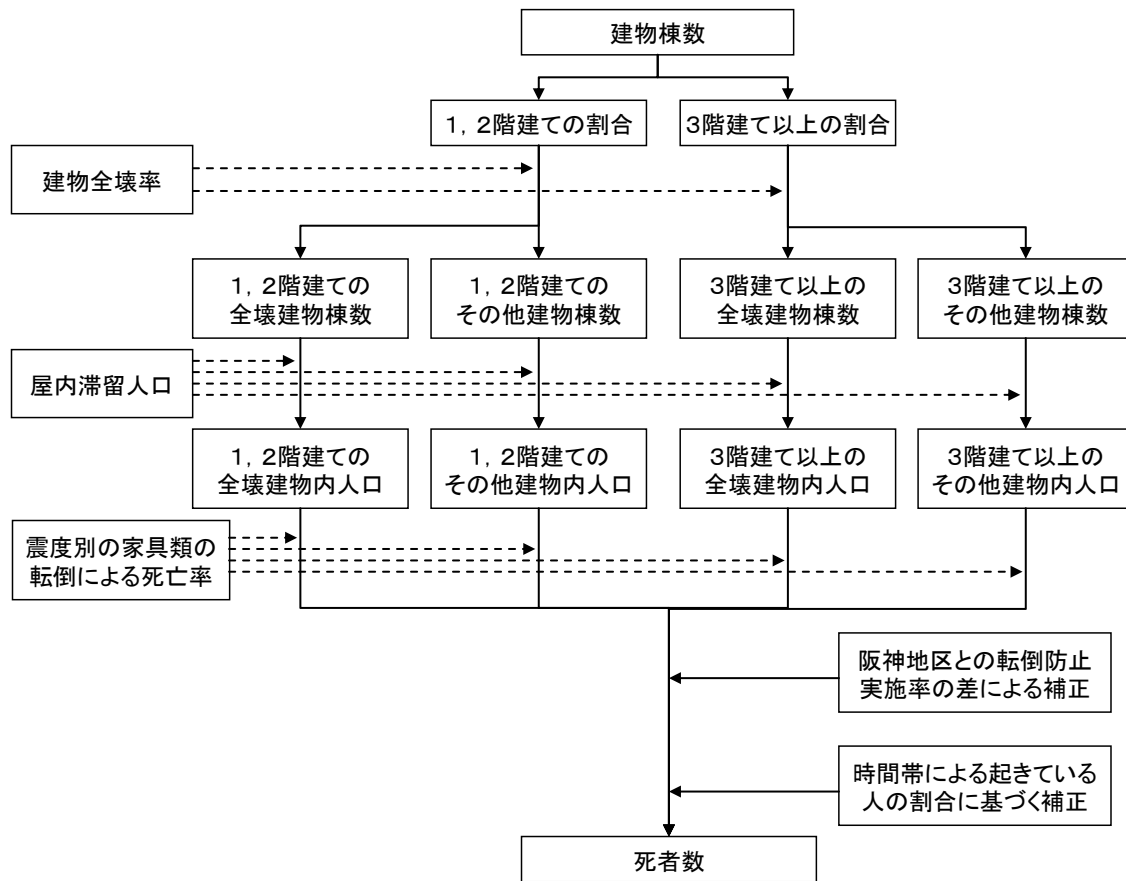 建物棟数
1,2階建ての割合
3階建て以上の割合
建物全壊率
1,2階建ての
全壊建物棟数
1,2階建ての
その他建物棟数
3階建て以上の
全壊建物棟数
3階建て以上の
その他建物棟数
屋内滞留人口
1,2階建ての
全壊建物内人口
1,2階建ての
その他建物内人口
3階建て以上の
全壊建物内人口
3階建て以上の
その他建物内人口
震度別の家具類の
転倒による死亡率
阪神地区との転倒防止
実施率の差による補正
時間帯による起きている
人の割合に基づく補正
死者数